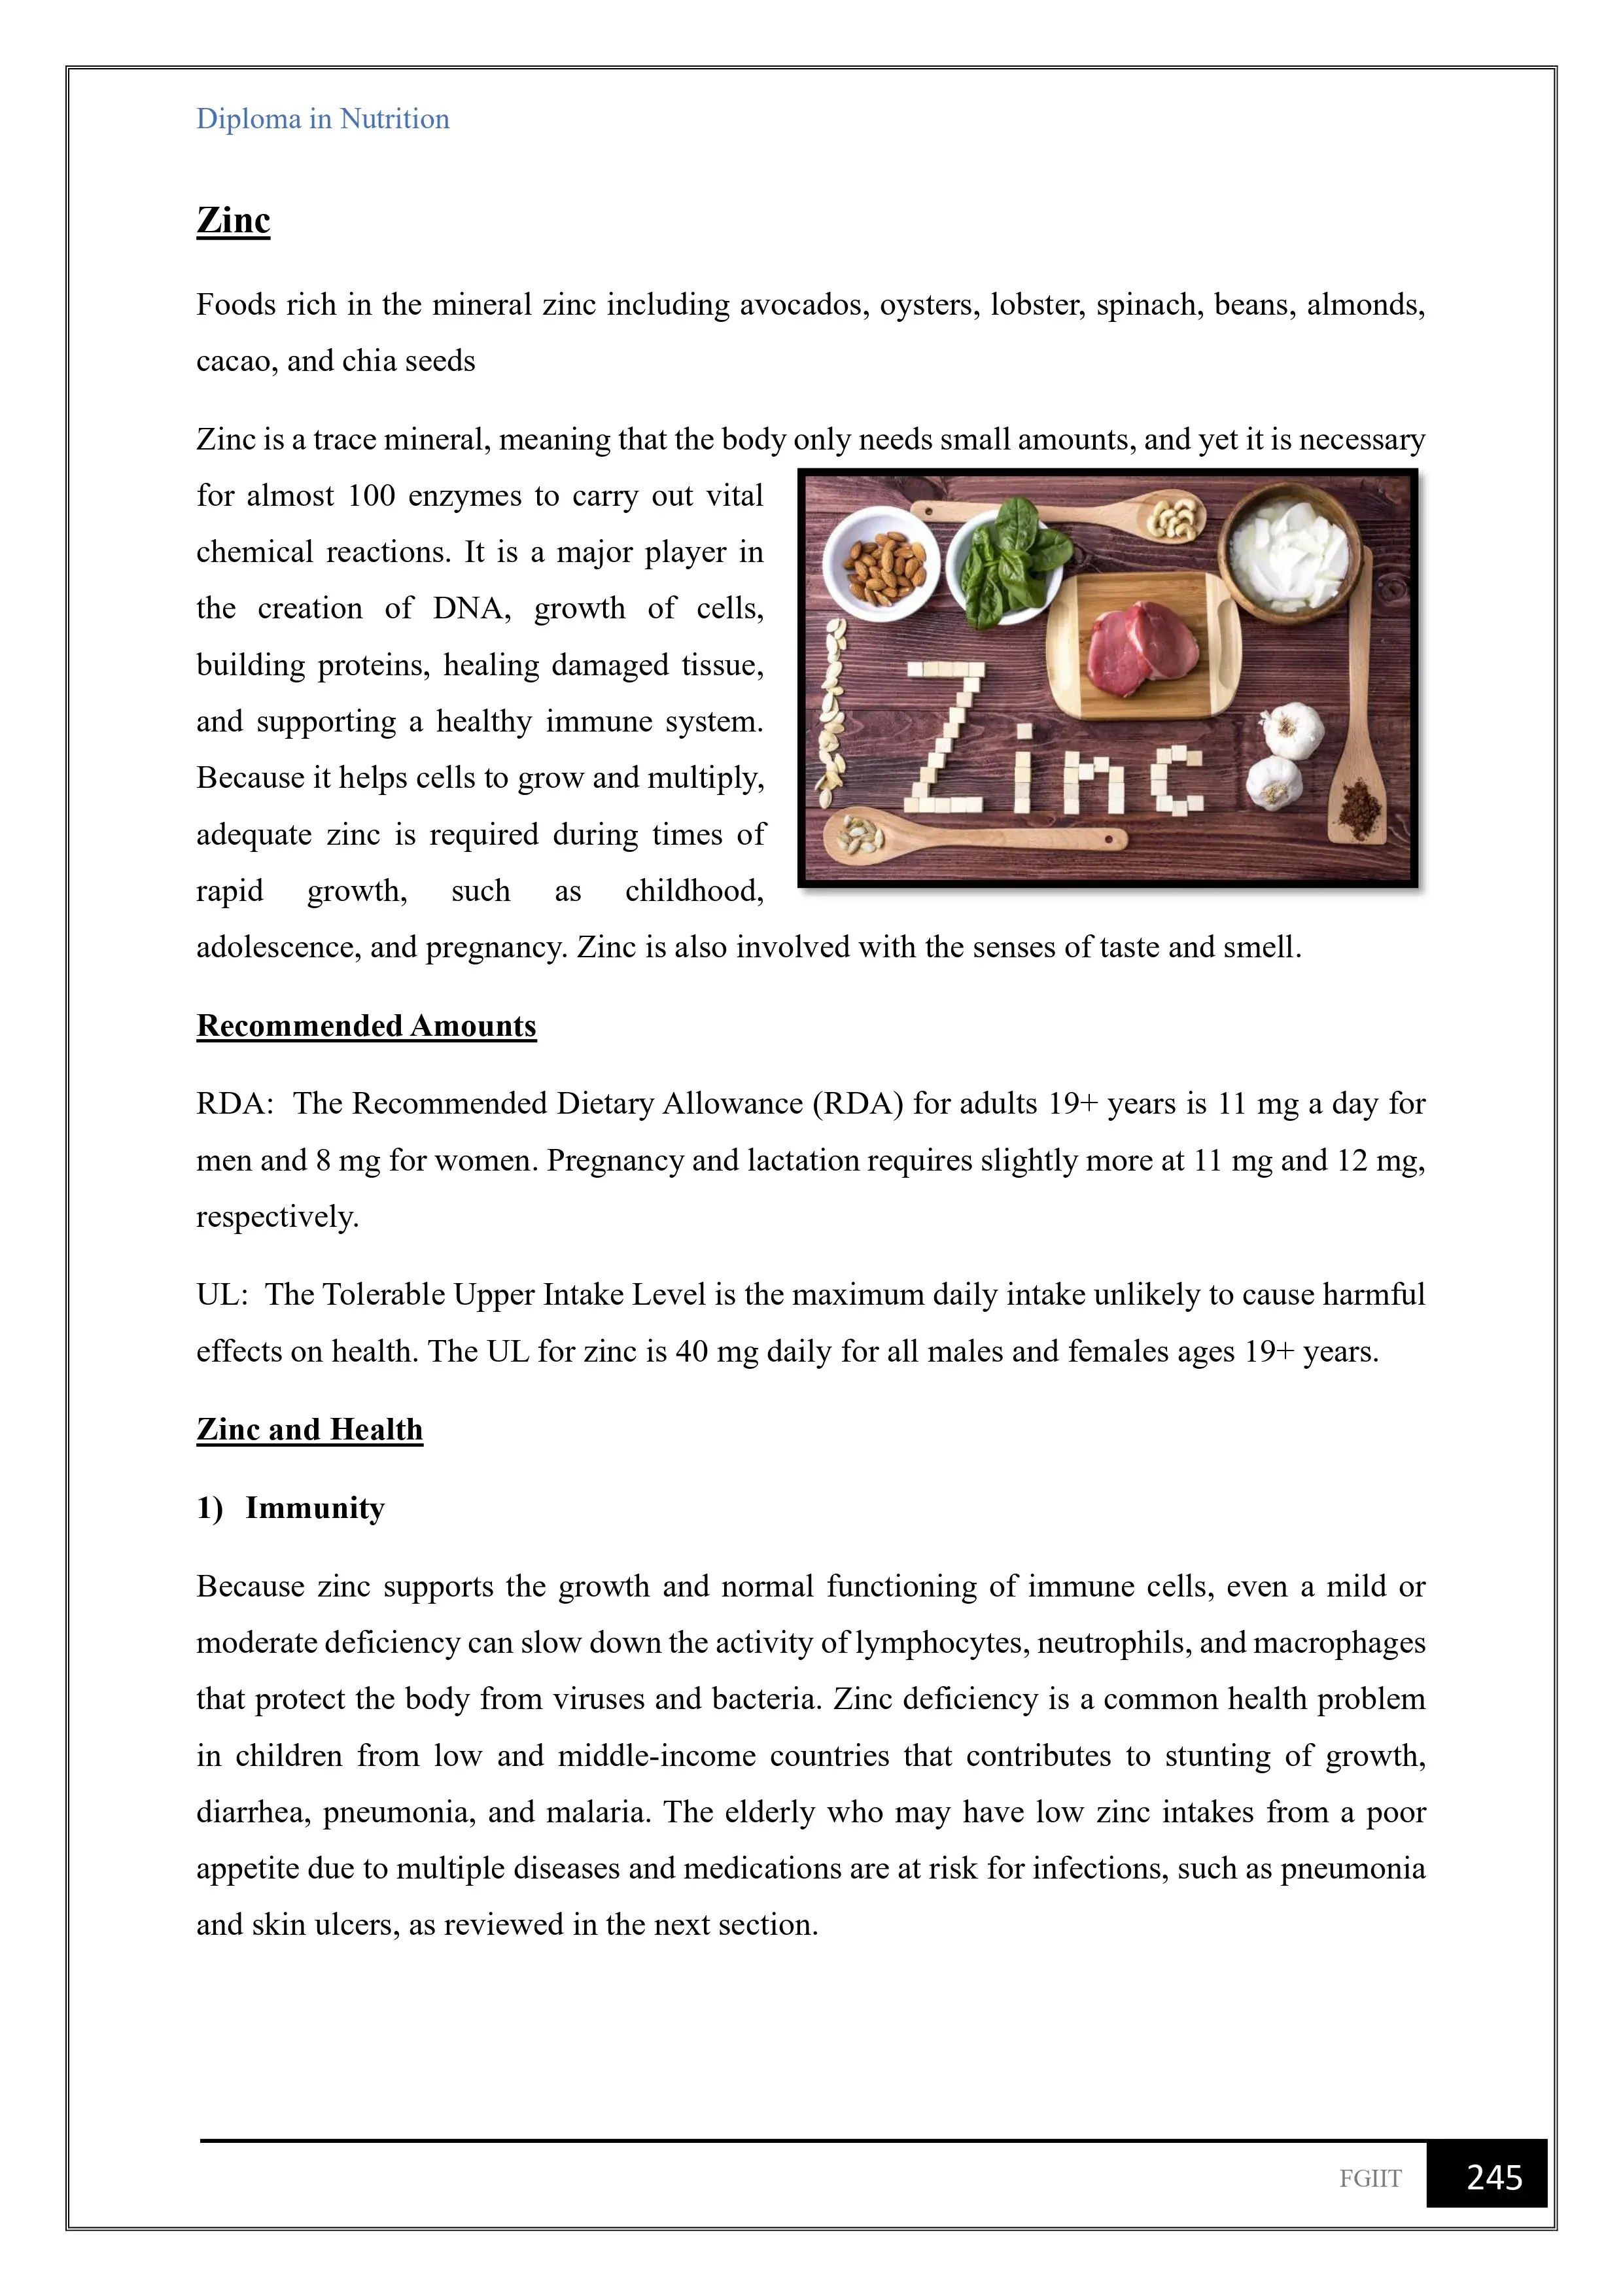 Diploma in Nutrition
Zinc
Foods rich in the mineral zinc including avocados, oysters, lobster, spinach, beans, almonds,
cacao, and chia seeds
Zinc is a trace mineral, meaning that the body only needs small amounts, and yet it is necessary
for almost 100 enzymes to carry out vital
chemical reactions. It is a major player in
the creation of DNA, growth of cells,
building proteins, healing damaged tissue,
and supporting a healthy immune system.
Because it helps cells to grow and multiply,
adequate zinc is required during times of
rapid growth, such as childhood,
Zinc
adolescence, and pregnancy. Zinc is also involved with the senses of taste and smell.
Recommended Amounts
RDA:  The Recommended Dietary Allowance (RDA) for adults 19+ years is 11 mg a day for
men and 8 mg for women. Pregnancy and lactation requires slightly more at 11 mg and 12 mg,
respectively.
UL:  The Tolerable Upper Intake Level is the maximum daily intake unlikely to cause harmful
effects on health. The UL for zinc is 40 mg daily for all males and females ages 19+ years.
Zinc and Health
1) Immunity
Because zinc supports the growth and normal functioning of immune cells, even a mild or
moderate deficiency can slow down the activity of lymphocytes, neutrophils, and macrophages
that protect the body from viruses and bacteria. Zinc deficiency is a common health problem
in children from low and middle-income countries that contributes to stunting of growth,
diarrhea, pneumonia, and malaria. The elderly who may have low zinc intakes from a poor
appetite due to multiple diseases and medications are at risk for infections, such as pneumonia
and skin ulcers, as reviewed in the next section.
FGIIT 245